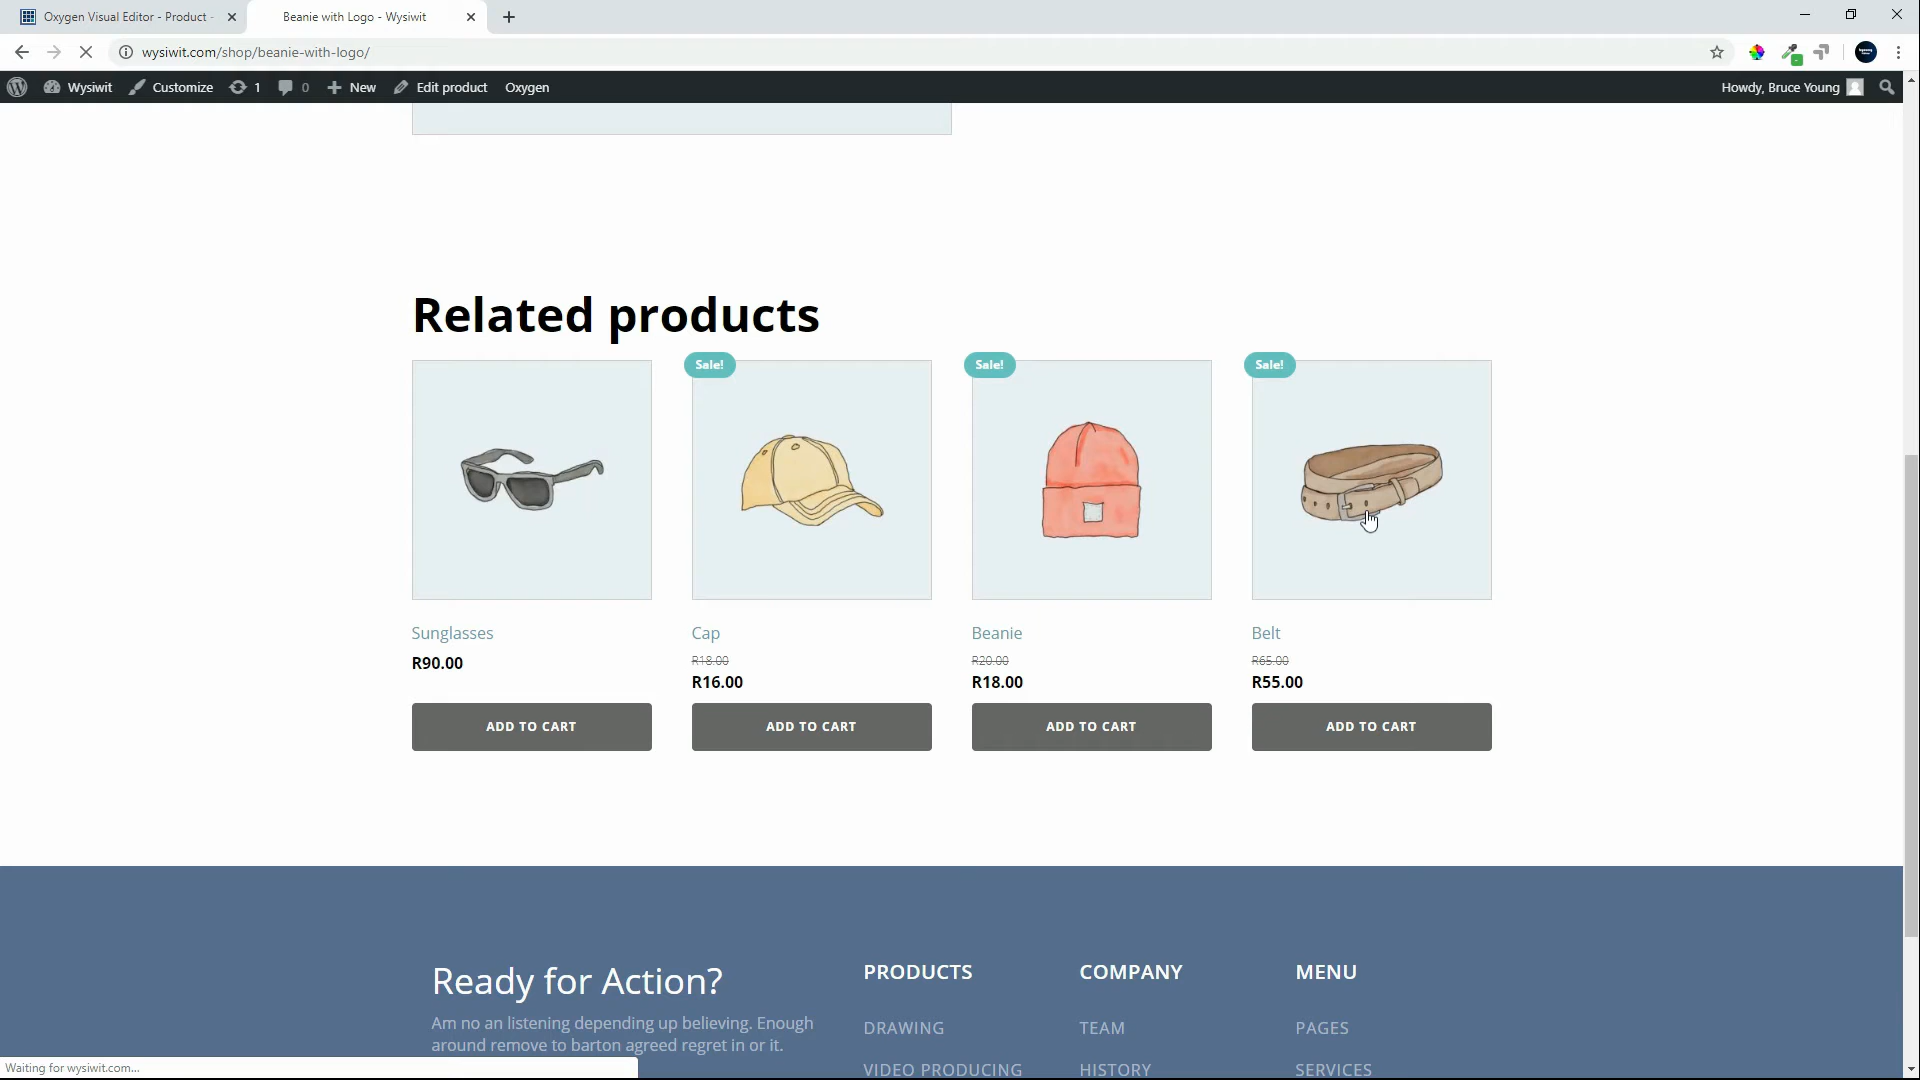 Oxygen Visual Editor - Product -
Beanie with Logo - Wysiwit
wysiwit.com/shop/beanie-with-logo/
Wysiwit
Customize
1
0
New
Edit product
Oxygen
Howdy, Bruce Young
Related products
Sale!
Sale!
Sale!
Sunglasses
Cap
Beanie
Belt
R90.00
R18.00
R20.00
R65.00
R16.00
R18.00
R55.00
ADD TO CART
ADD TO CART
ADD TO CART
ADD TO CART
Ready for Action?
Am no an listening depending up believing. Enough
around remove to barton agreed regret in or it.
PRODUCTS
DRAWING
VIDEO PRODUCING
COMPANY
TEAM
HISTORY
MENU
PAGES
SERVICES
Waiting for wysiwit.com...